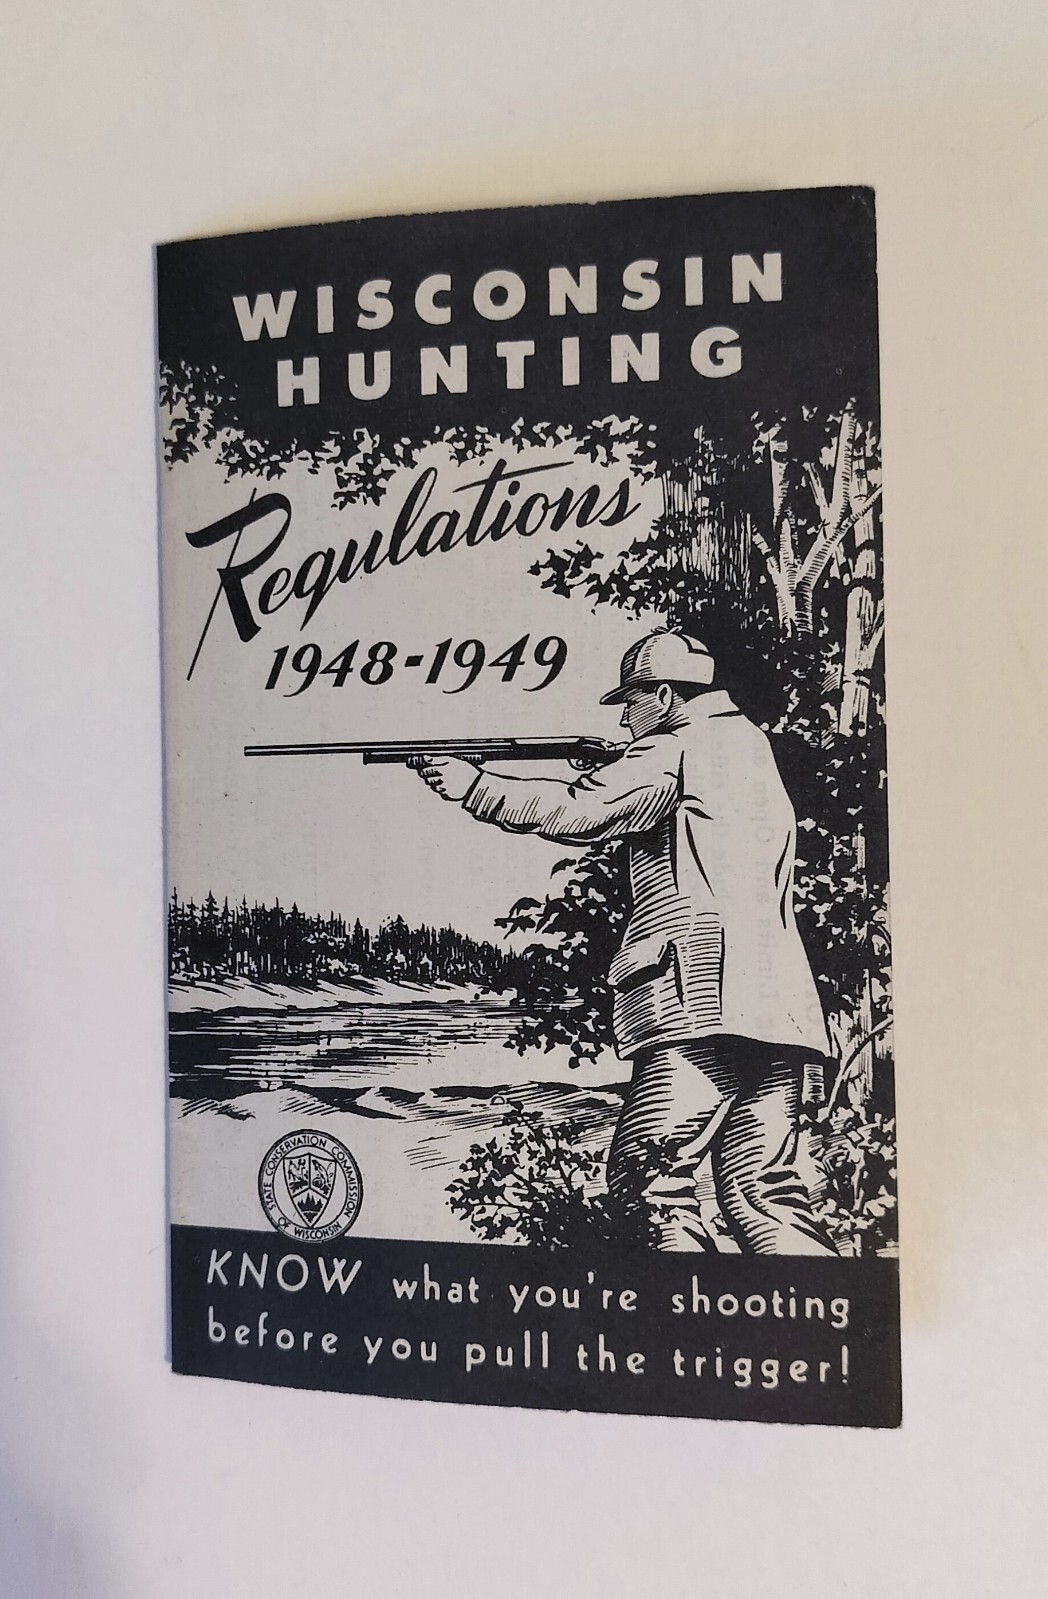 WISCONSIN
HUNTING
Regulations
1948-1949
STATE CONSERVATION COMMISSION
OF WISCONSIN
KNOW what you're shooting
before you pull the trigger!